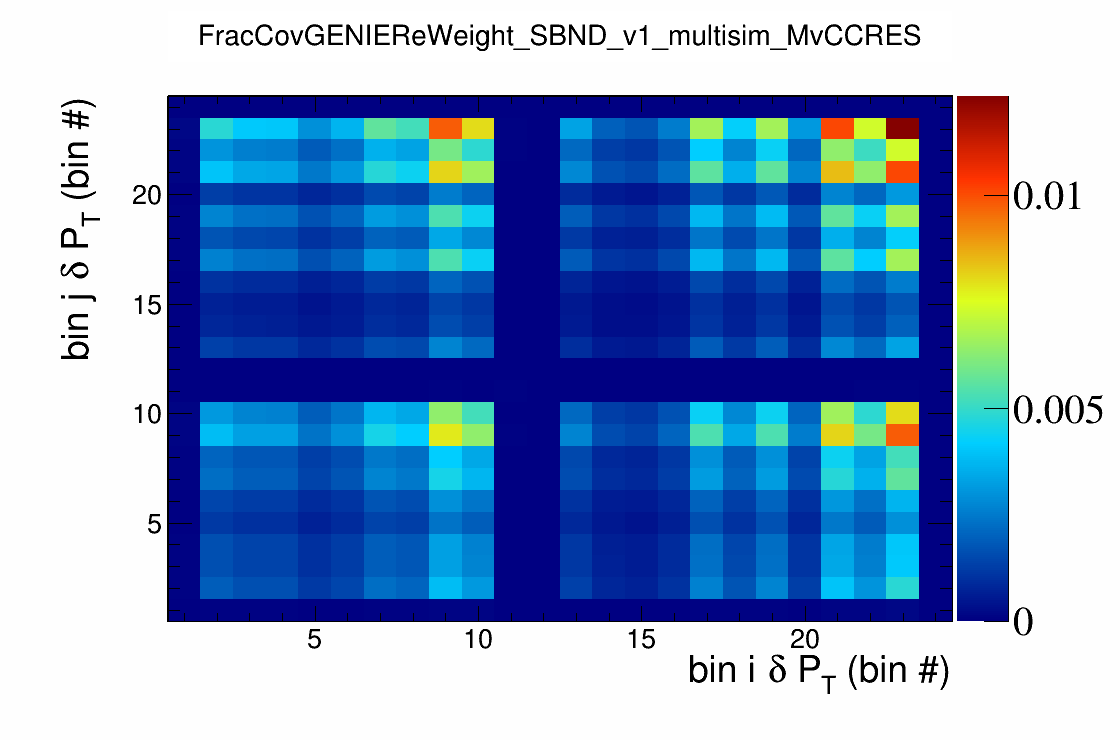 FracCovGENIEReWeight_SBND_v1_multisim_MvCCRES
bin j δ P_T (bin #)
20
15
10
5
5 10 15 20
bin i δ P_T (bin #)
0.01
0.005
0